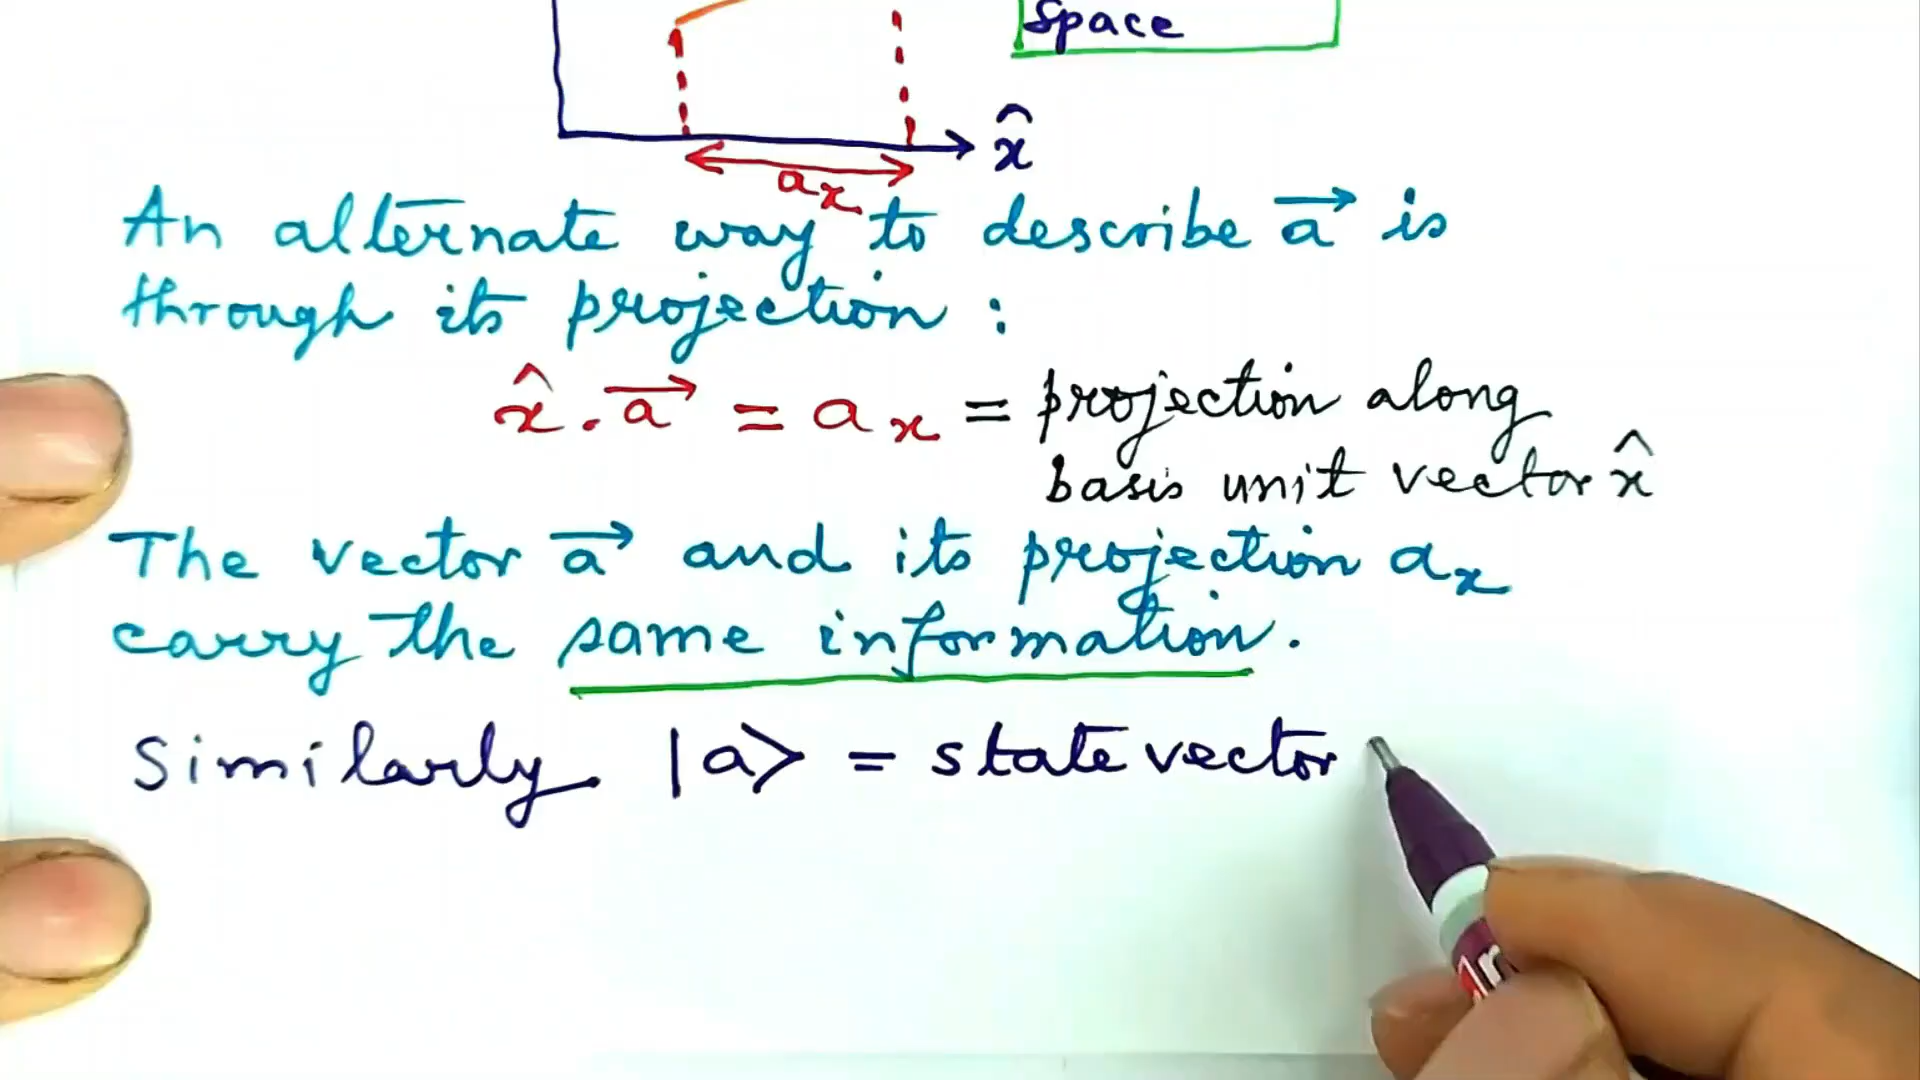 Space
x̂
aₓ
An alternate way to describe a⃗ is
through its projection :
x̂ . a⃗ = aₓ = projection along
basis unit vector x̂
The vector a⃗ and its projection aₓ
carry the same information.
Similarly. |a⟩ = state vector